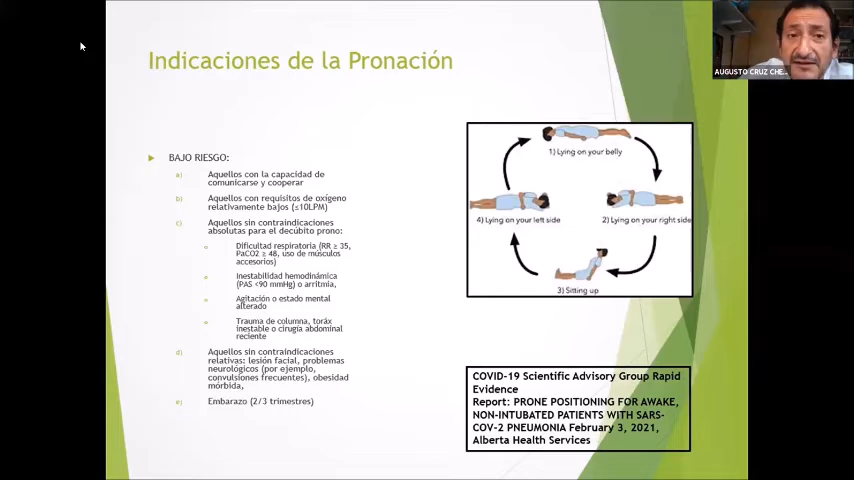 Indicaciones de la Pronación
AUGUSTO CRUZ CHE...
BAJO RIESGO:
a) Aquellos con la capacidad de
comunicarse y cooperar
b) Aquellos con requisitos de oxígeno
relativamente bajos (≤10LPM)
c) Aquellos sin contraindicaciones
absolutas para el decúbito prono:
Dificultad respiratoria (RR ≥ 35,
PaCO2 ≥ 48, uso de músculos
accesorios)
Inestabilidad hemodinámica
(PAS <90 mmHg) o arritmia,
Agitación o estado mental
alterado
Trauma de columna, toráx
inestable o cirugía abdominal
reciente
d) Aquellos sin contraindicaciones
relativas: lesión facial, problemas
neurológicos (por ejemplo,
convulsiones frecuentes), obesidad
mórbida,
e) Embarazo (2/3 trimestres)
1) Lying on your belly
2) Lying on your right side
3) Sitting up
4) Lying on your left side
COVID-19 Scientific Advisory Group Rapid
Evidence
Report: PRONE POSITIONING FOR AWAKE,
NON-INTUBATED PATIENTS WITH SARS-
COV-2 PNEUMONIA February 3, 2021,
Alberta Health Services